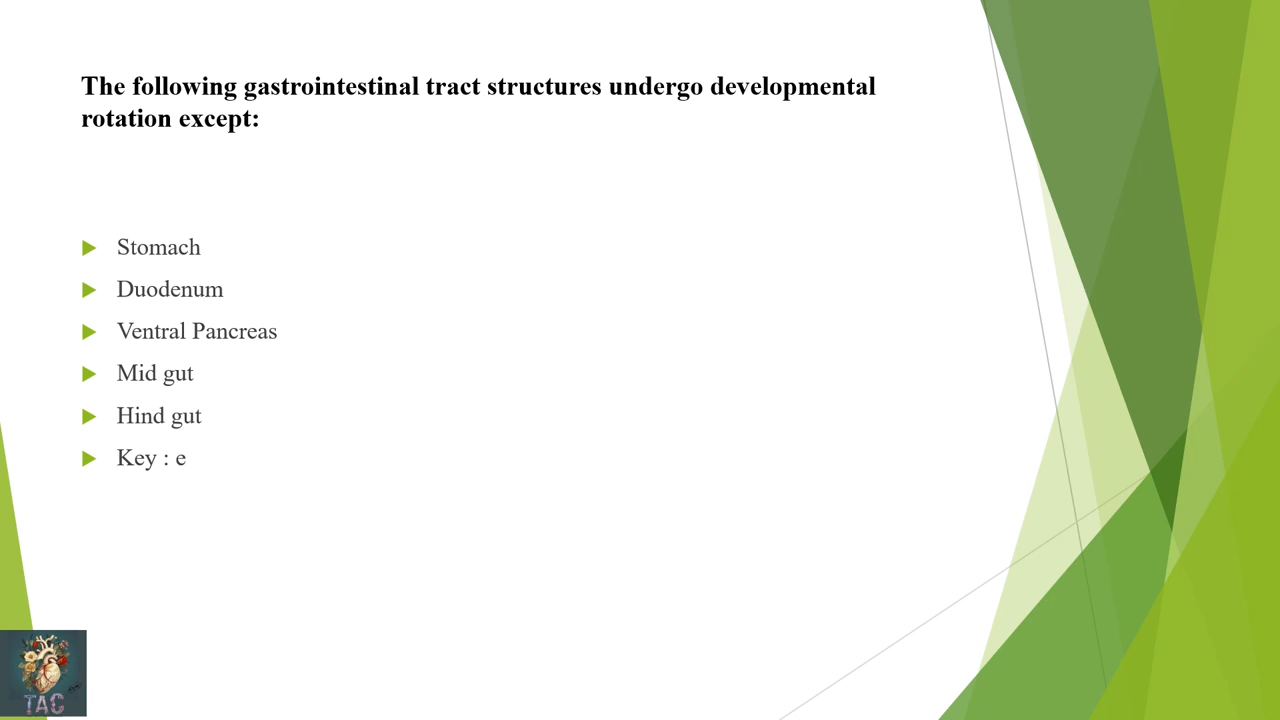 The following gastrointestinal tract structures undergo developmental
rotation except:
Stomach
Duodenum
Ventral Pancreas
Mid gut
Hind gut
Key : e
TAC